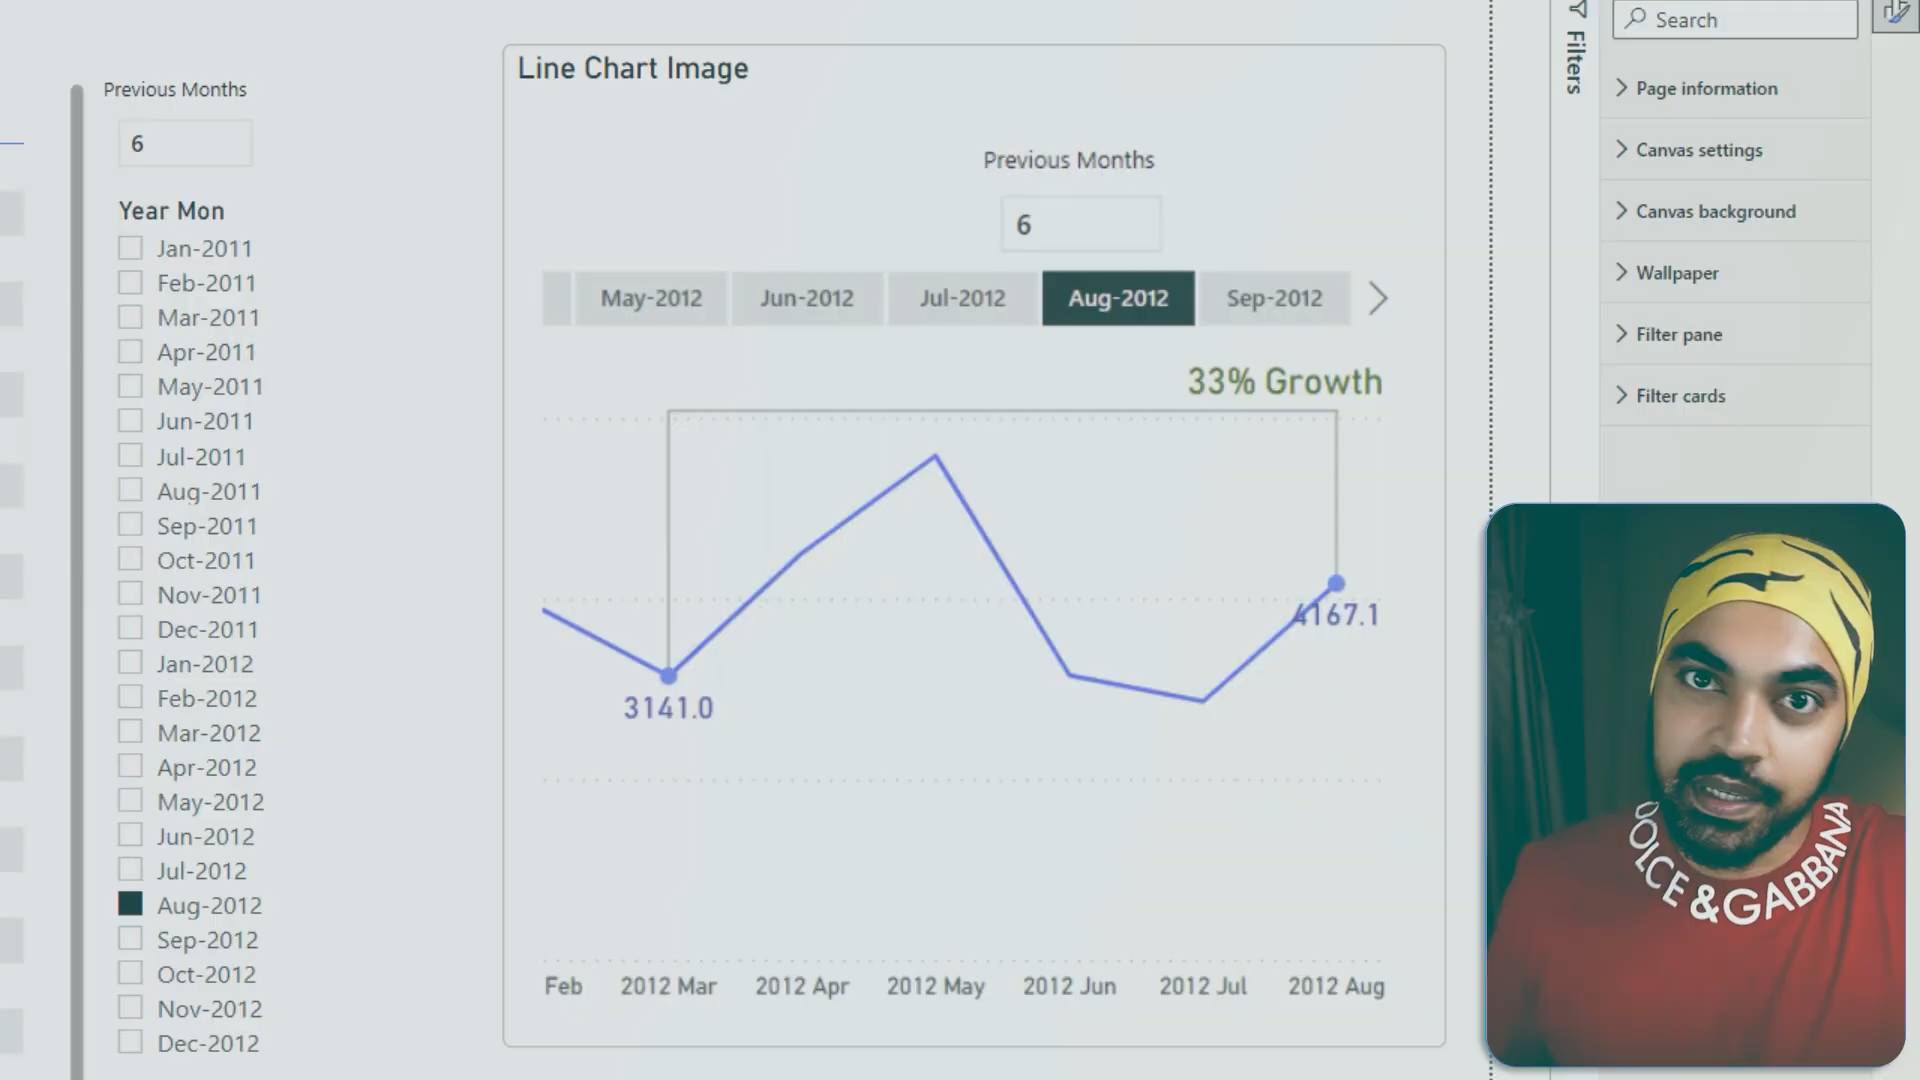 Previous Months
6
Year Mon
Jan-2011
Feb-2011
Mar-2011
Apr-2011
May-2011
Jun-2011
Jul-2011
Aug-2011
Sep-2011
Oct-2011
Nov-2011
Dec-2011
Jan-2012
Feb-2012
Mar-2012
Apr-2012
May-2012
Jun-2012
Jul-2012
Aug-2012
Sep-2012
Oct-2012
Nov-2012
Dec-2012
Line Chart Image
Previous Months
6
May-2012 Jun-2012 Jul-2012 Aug-2012 Sep-2012
33% Growth
4167.1
3141.0
Feb 2012 Mar 2012 Apr 2012 May 2012 Jun 2012 Jul 2012 Aug
Filters
Search
Page information
Canvas settings
Canvas background
Wallpaper
Filter pane
Filter cards
OLCE &GABBANA